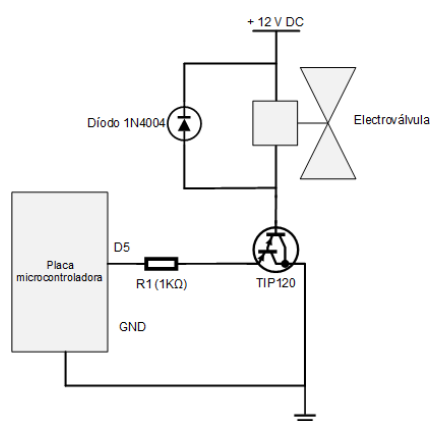 + 12 V DC
Díodo 1N4004
Electroválvula
Placa
microcontroladora
D5
R1 (1KΩ)
TIP120
GND